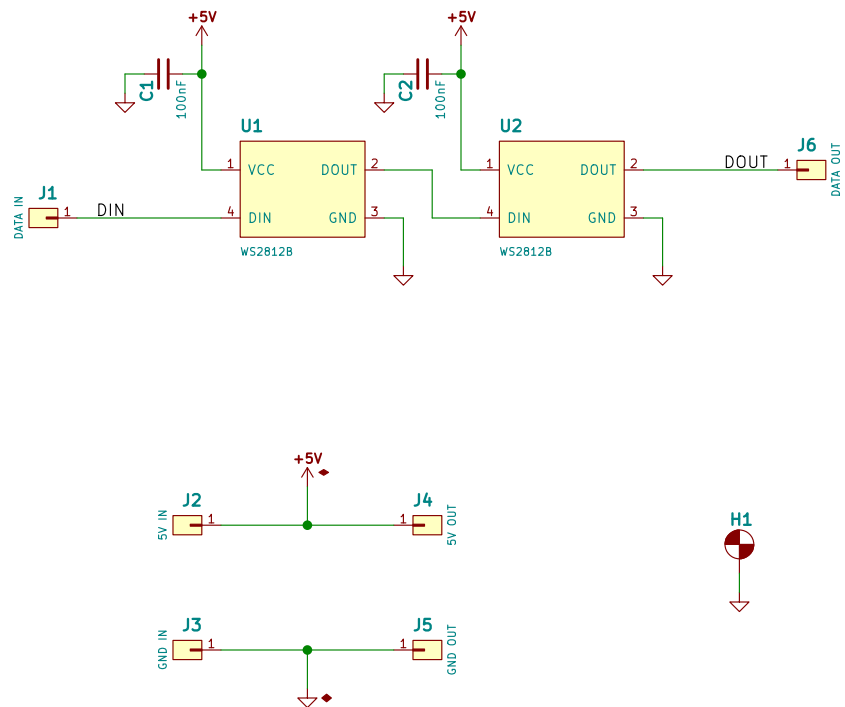 +5V
+5V
C1
100nF
C2
100nF
U1
U2
1 VCC DOUT 2
1 VCC DOUT 2
DOUT
1
J6
DATA OUT
J1
DATA IN
1
DIN
4 DIN GND 3
4 DIN GND 3
WS2812B
WS2812B
+5V
J2
5V IN
1
1
J4
5V OUT
H1
J3
GND IN
1
1
J5
GND OUT